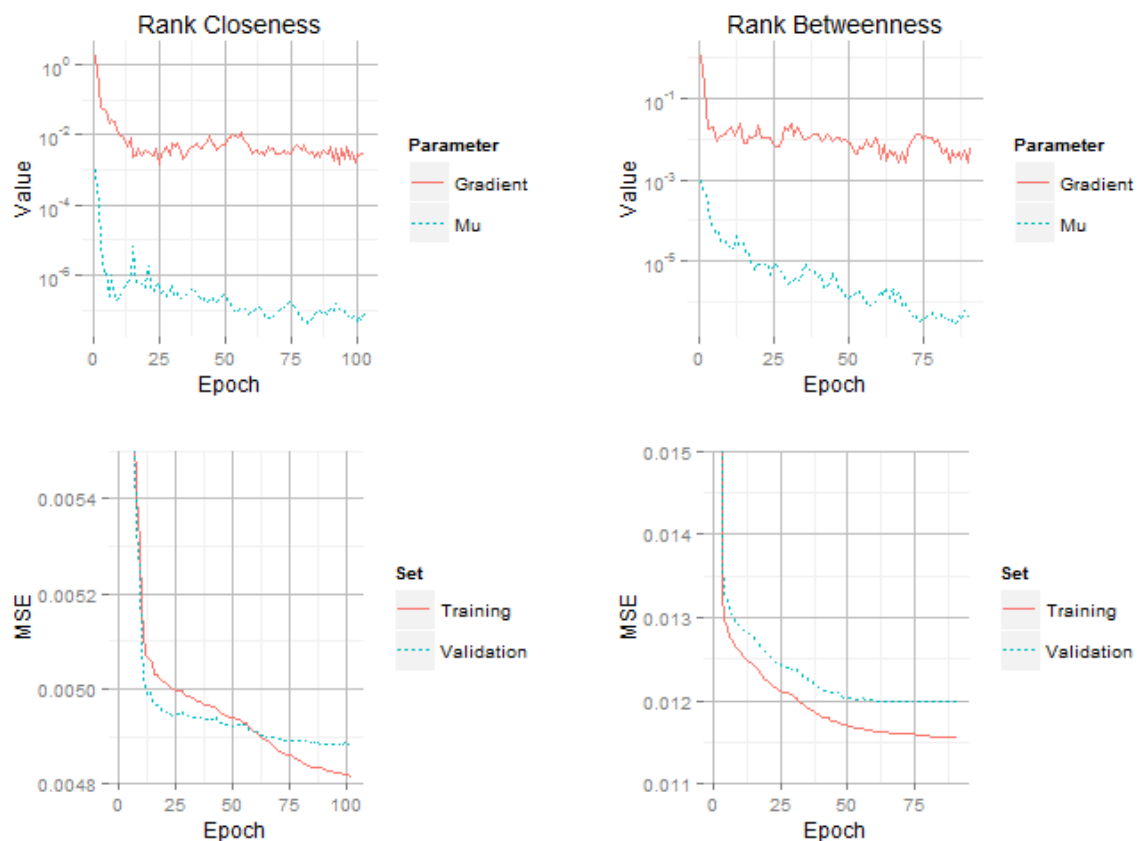 Rank Closeness
10^0
10^-2
10^-4
10^-6
Value
0 25 50 75 100
Epoch
Parameter
Gradient
Mu
Rank Betweenness
10^-1
10^-3
10^-5
Value
0 25 50 75
Epoch
Parameter
Gradient
Mu
0.0054
0.0052
0.0050
0.0048
MSE
0 25 50 75 100
Epoch
Set
Training
Validation
0.015
0.014
0.013
0.012
0.011
MSE
0 25 50 75
Epoch
Set
Training
Validation